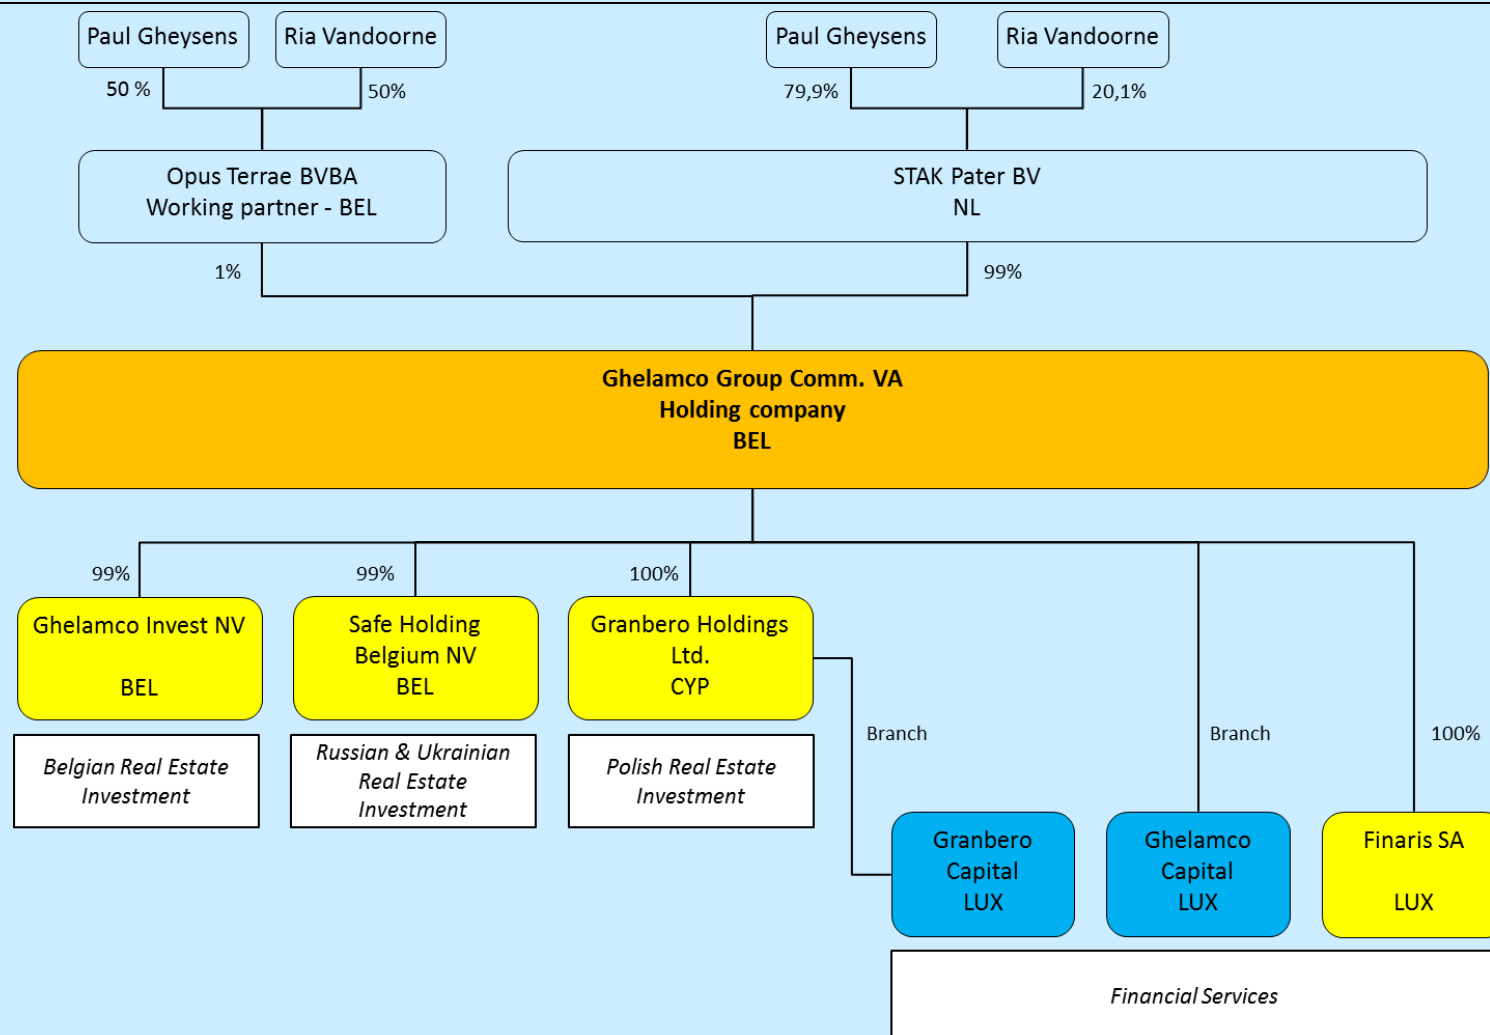 Paul Gheysens
Ria Vandoorne
Paul Gheysens
Ria Vandoorne
50 %
50%
79,9%
20,1%
Opus Terrae BVBA
Working partner - BEL
STAK Pater BV
NL
1%
99%
Ghelamco Group Comm. VA
Holding company
BEL
99%
99%
100%
Ghelamco Invest NV
BEL
Safe Holding
Belgium NV
BEL
Granbero Holdings
Ltd.
CYP
Belgian Real Estate
Investment
Russian & Ukrainian
Real Estate
Investment
Polish Real Estate
Investment
Branch
Branch
100%
Granbero
Capital
LUX
Ghelamco
Capital
LUX
Finaris SA
LUX
Financial Services